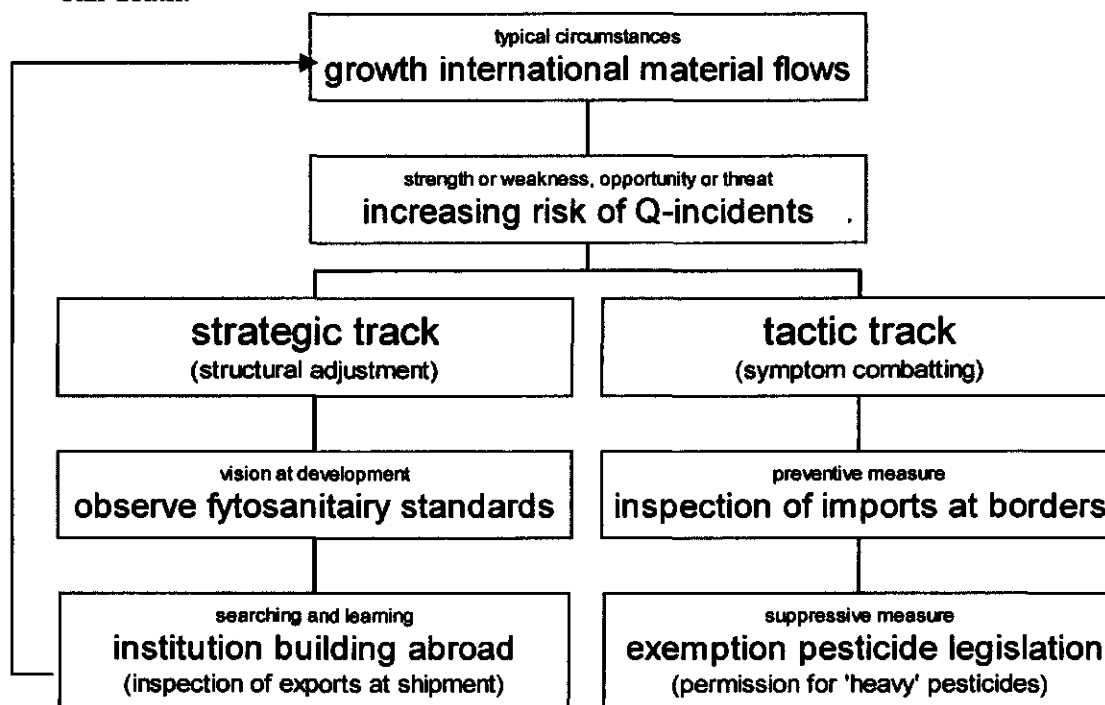 typical circumstances
growth international material flows
strength or weakness, opportunity or threat
increasing risk of Q-incidents
strategic track
(structural adjustment)
tactic track
(symptom combatting)
vision at development
observe fytosanitairy standards
preventive measure
inspection of imports at borders
searching and learning
institution building abroad
(inspection of exports at shipment)
suppressive measure
exemption pesticide legislation
(permission for 'heavy' pesticides)